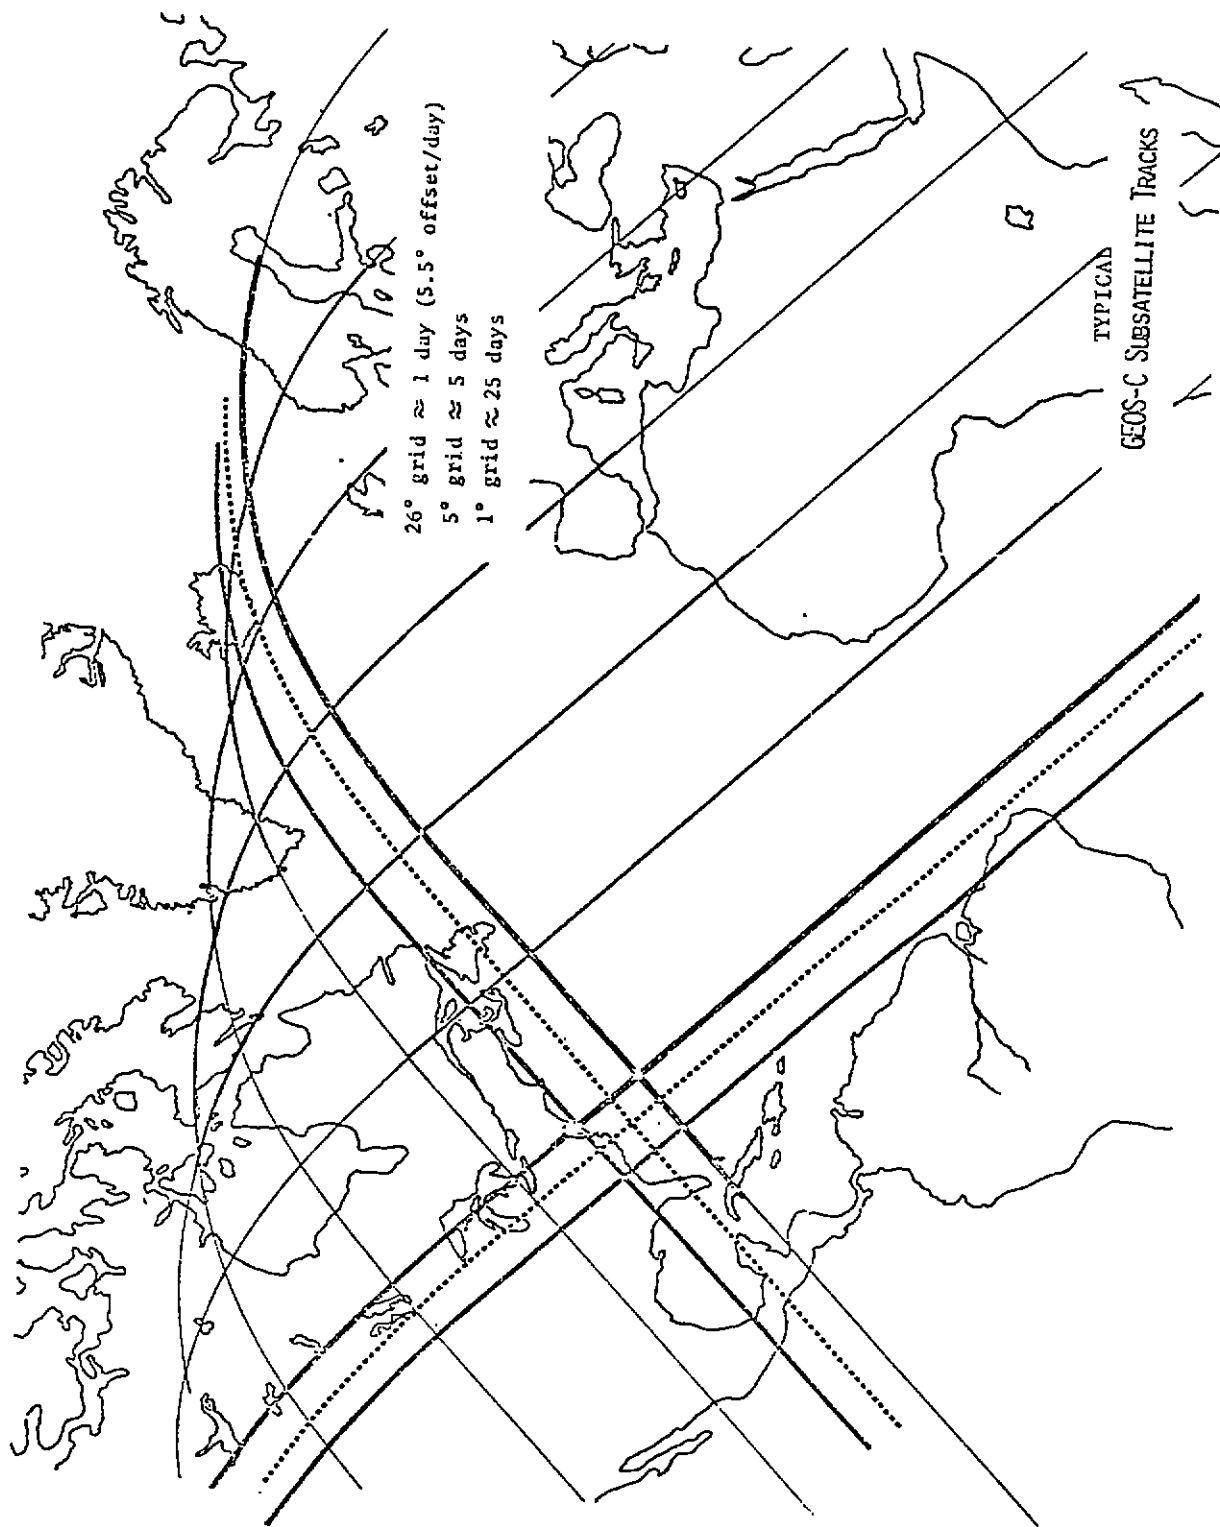 26° grid ≈ 1 day (5.5° offset/day)
5° grid ≈ 5 days
1° grid ≈ 25 days
TYPICAL
GEOS-C SUBSATELLITE TRACKS